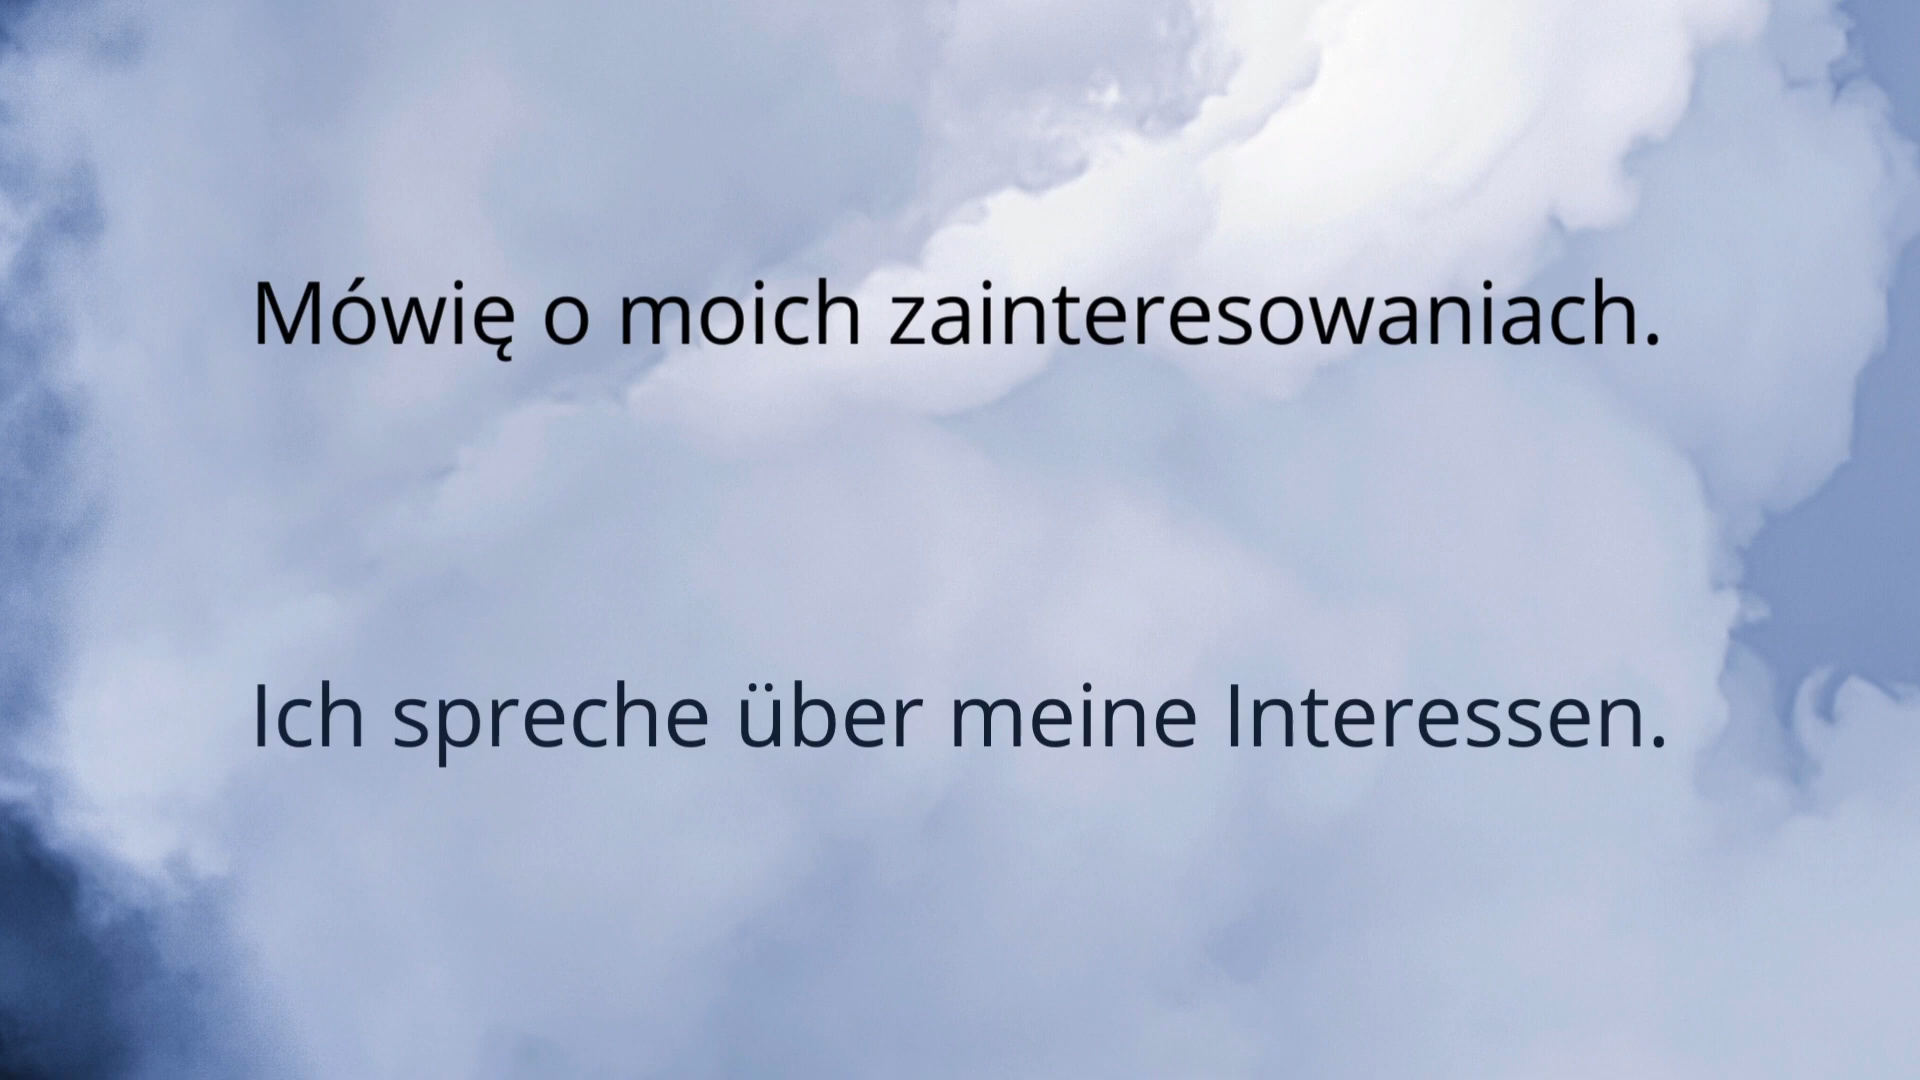 Mówię o moich zainteresowaniach.
Ich spreche über meine Interessen.